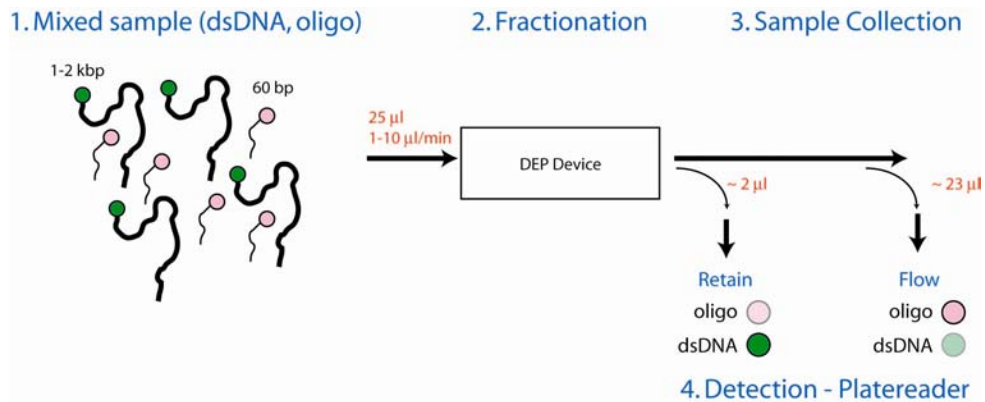 1. Mixed sample (dsDNA, oligo)
2. Fractionation
3. Sample Collection
1-2 kbp
60 bp
25 µl
1-10 µl/min
DEP Device
~ 2 µl
~ 23 µl
Retain
oligo
dsDNA
Flow
oligo
dsDNA
4. Detection - Platereader